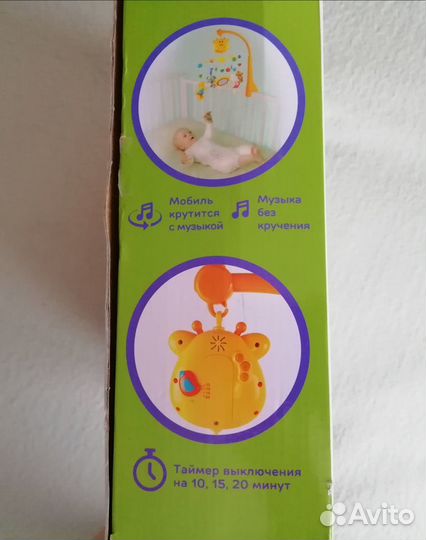 Мобиль
крутится
с музыкой
Музыка
без
кручения
Таймер выключения
на 10, 15, 20 минут
Avito